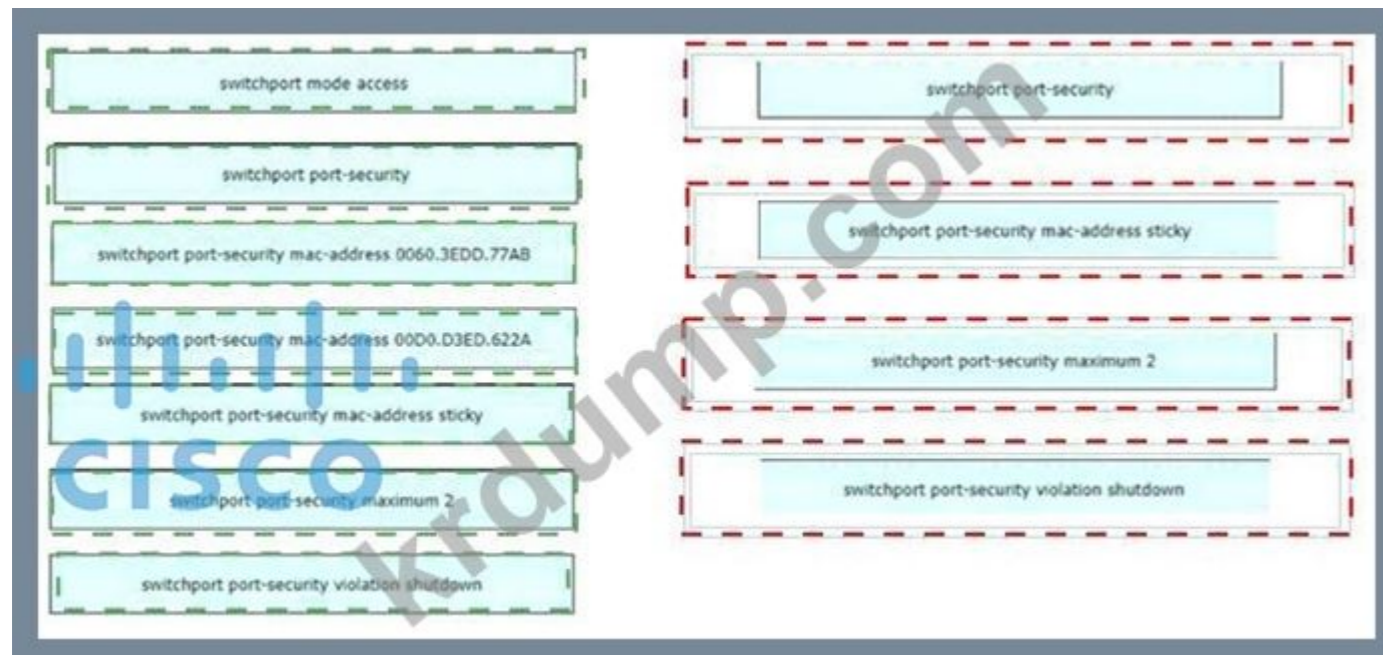 switchport mode access
switchport port-security
switchport port-security mac-address 0060.3EDD.77AB
switchport port-security mac-address 00D0.D3ED.622A
switchport port-security mac-address sticky
switchport port-security maximum 2
switchport port-security violation shutdown
switchport port-security
switchport port-security mac-address sticky
switchport port-security maximum 2
switchport port-security violation shutdown
CISCO
krdump.com